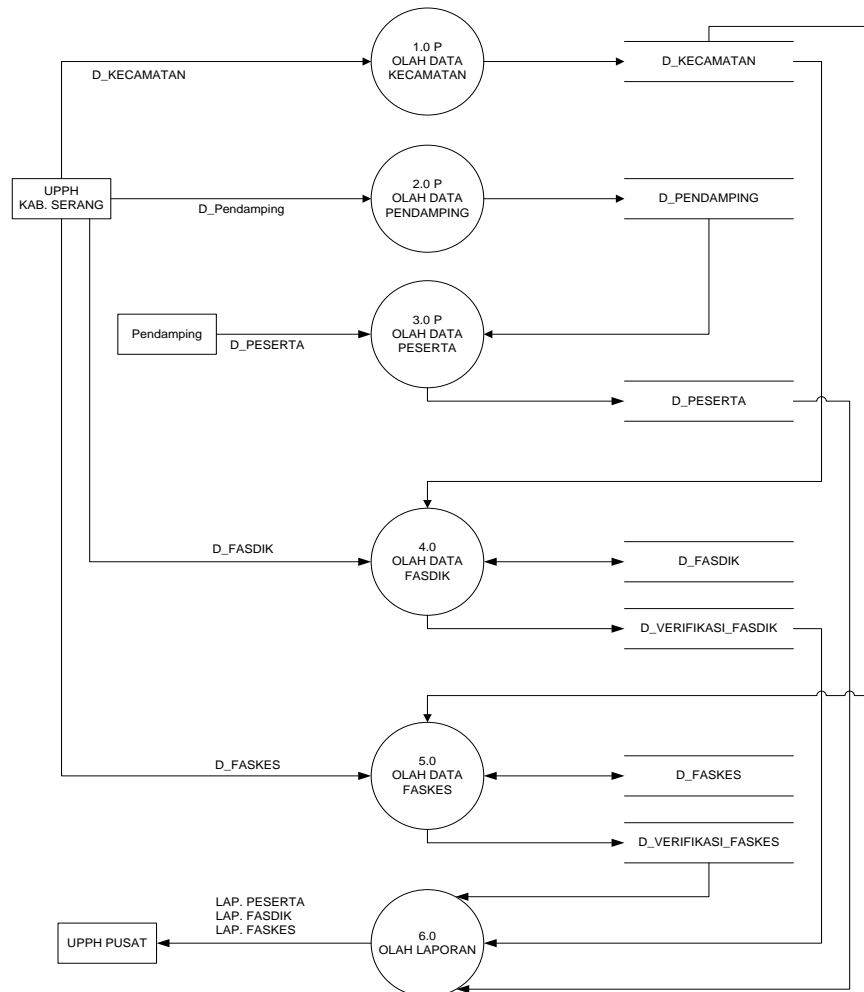 1.0 P
OLAH DATA
KECAMATAN
D_KECAMATAN
D_KECAMATAN
UPPH
KAB. SERANG
D_Pendamping
2.0 P
OLAH DATA
PENDAMPING
D_PENDAMPING
Pendamping
D_PESERTA
3.0 P
OLAH DATA
PESERTA
D_PESERTA
D_FASDIK
4.0
OLAH DATA
FASDIK
D_FASDIK
D_VERIFIKASI_FASDIK
D_FASKES
5.0
OLAH DATA
FASKES
D_FASKES
D_VERIFIKASI_FASKES
LAP. PESERTA
LAP. FASDIK
LAP. FASKES
UPPH PUSAT
6.0
OLAH LAPORAN